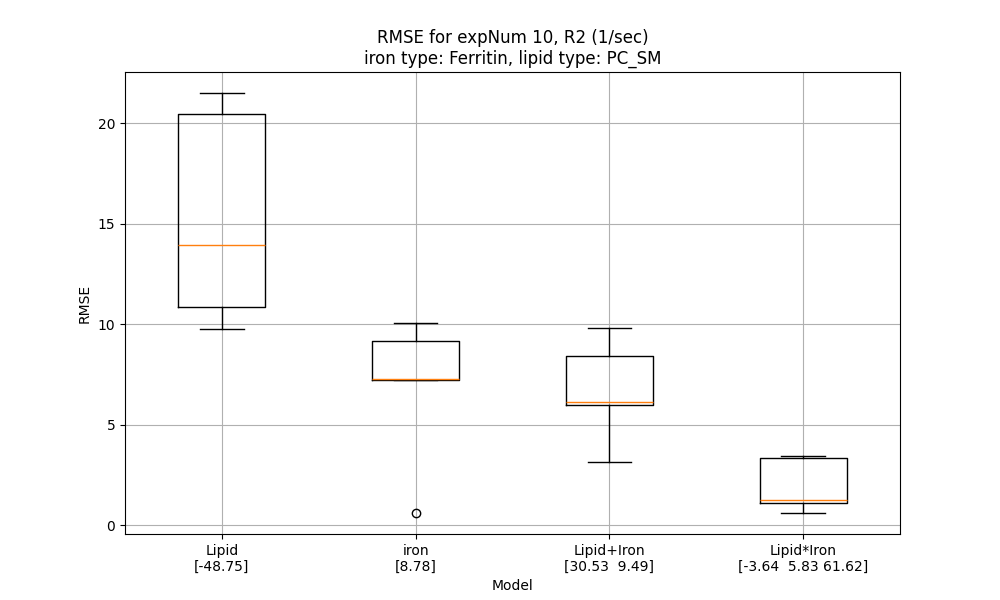 RMSE for expNum 10, R2 (1/sec)
iron type: Ferritin, lipid type: PC_SM
RMSE
20
15
10
5
0
Lipid
[-48.75]
iron
[8.78]
Lipid+Iron
[30.53  9.49]
Lipid*Iron
[-3.64  5.83 61.62]
Model